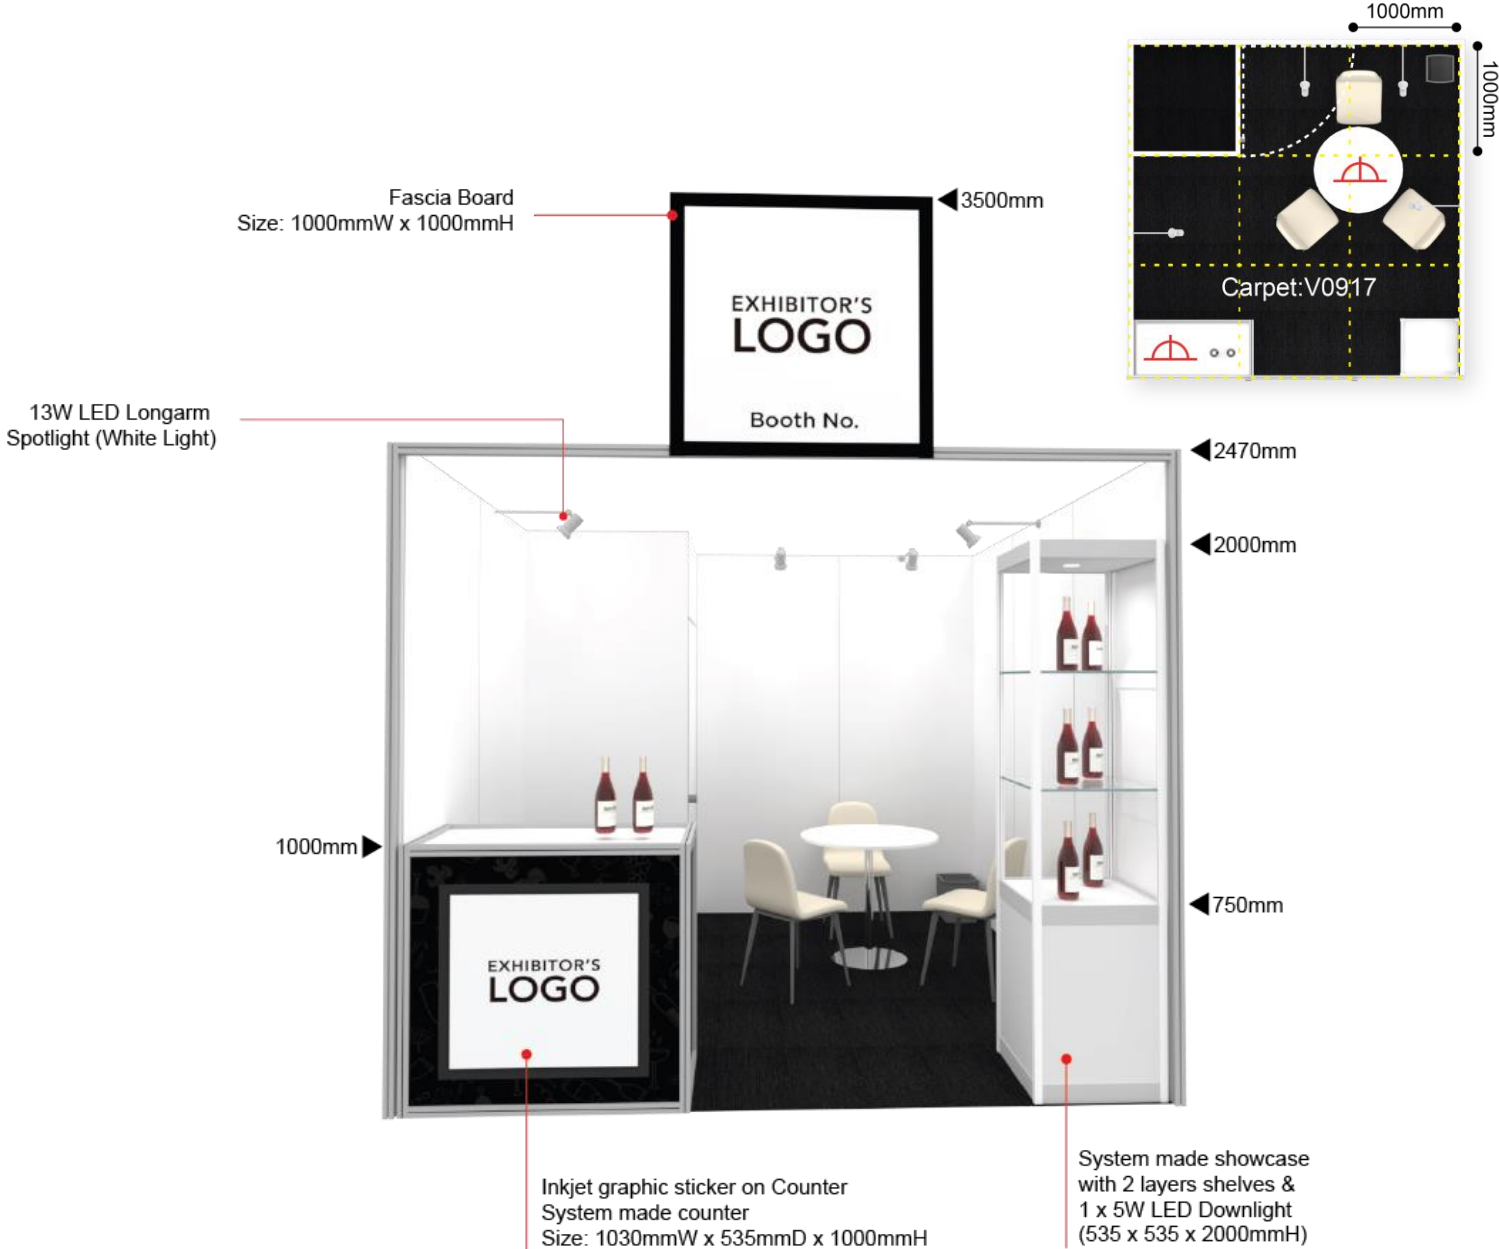 1000mm
1000mm
Carpet:V0917
Fascia Board
Size: 1000mmW x 1000mmH
3500mm
EXHIBITOR'S
LOGO
Booth No.
13W LED Longarm
Spotlight (White Light)
2470mm
2000mm
1000mm
750mm
EXHIBITOR'S
LOGO
Inkjet graphic sticker on Counter
System made counter
Size: 1030mmW x 535mmD x 1000mmH
System made showcase
with 2 layers shelves &
1 x 5W LED Downlight
(535 x 535 x 2000mmH)